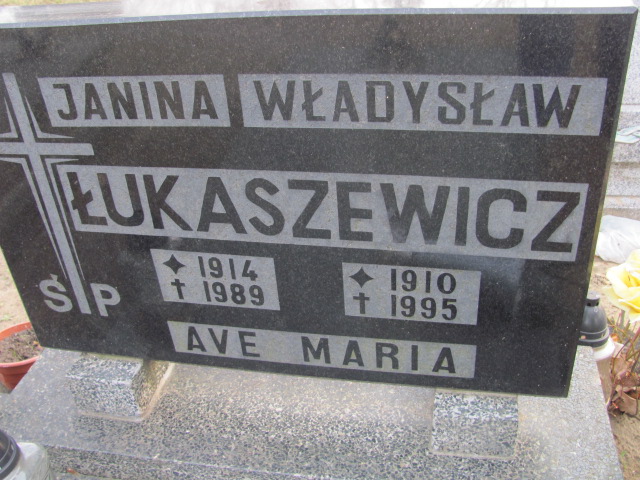 JANINA WŁADYSŁAW
ŁUKASZEWICZ
✦ 1914 ✦ 1910
† 1989 † 1995
ŚP
AVE MARIA